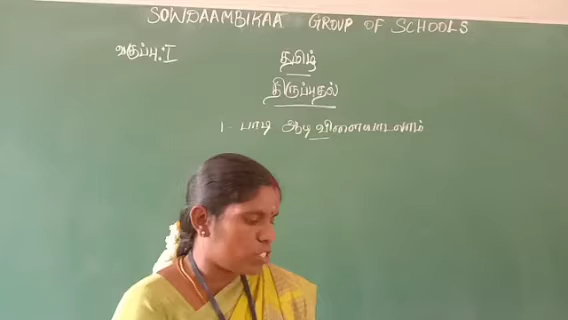 SOWDAAMBIKAA GROUP OF SCHOOLS
வகுப்பு: I
தமிழ்
திருப்புதல்
1. பாடி ஆடி விளையாடலாம்